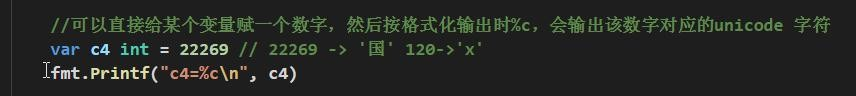 //可以直接给某个变量赋一个数字，然后按格式化输出时%c，会输出该数字对应的unicode 字符
var c4 int = 22269 // 22269 -> '国' 120->'x'
fmt.Printf("c4=%c\n", c4)